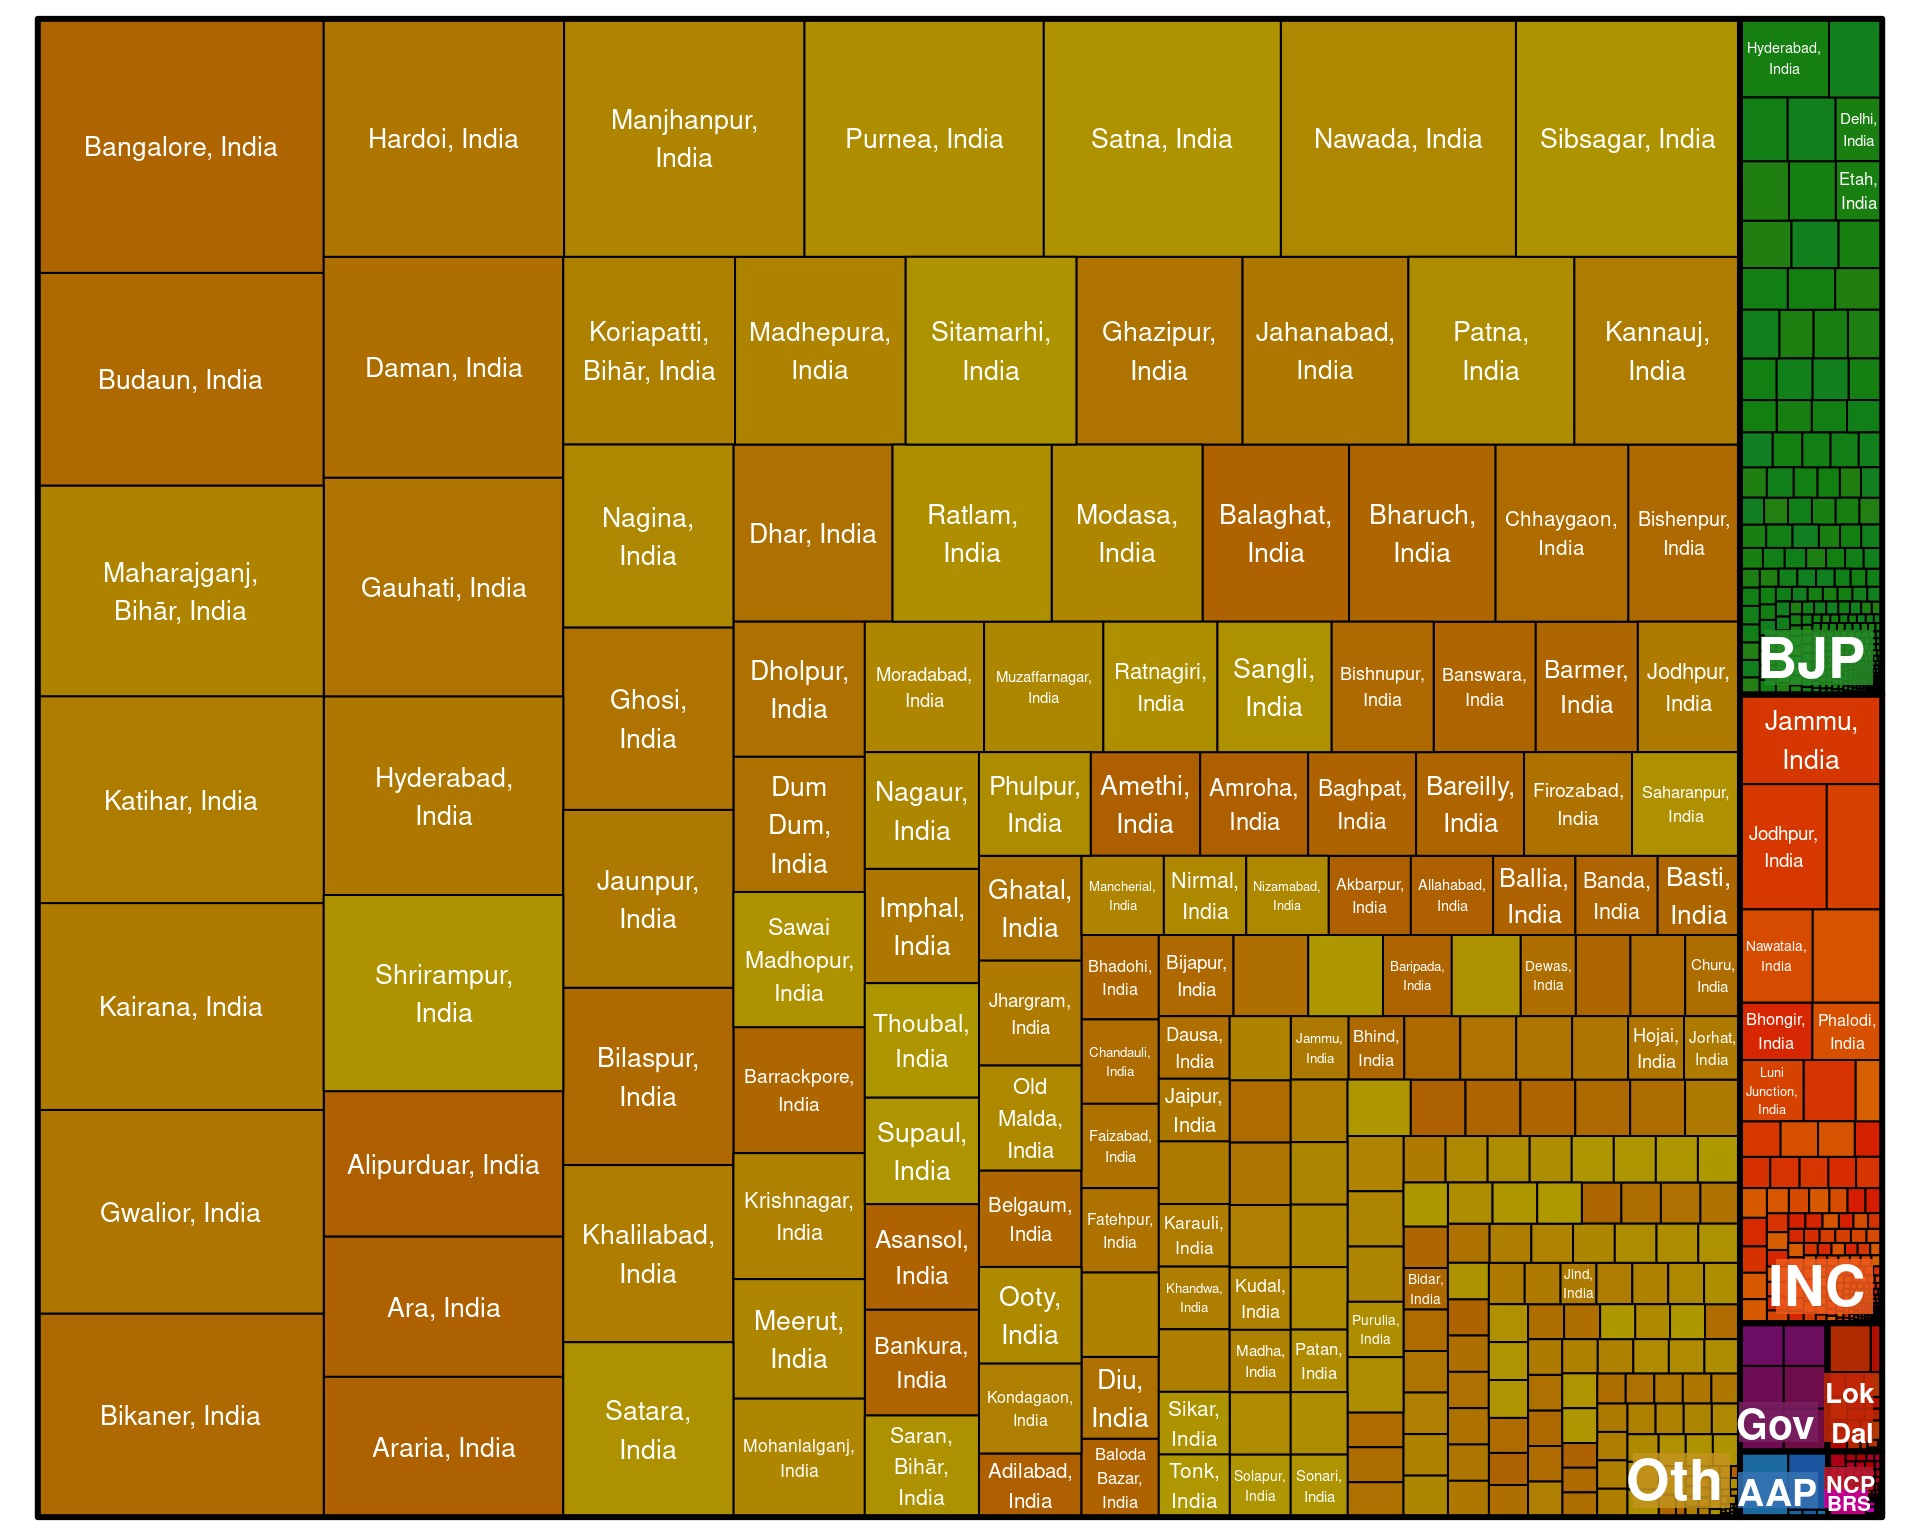 Bangalore, India
Budaun, India
Maharajganj,
Bihār, India
Katihar, India
Kairana, India
Gwalior, India
Bikaner, India
Hardoi, India
Daman, India
Gauhati, India
Hyderabad,
India
Shrirampur,
India
Alipurduar, India
Ara, India
Araria, India
Manjhanpur,
India
Purnea, India
Satna, India
Nawada, India
Sibsagar, India
Koriapatti,
Bihār, India
Madhepura,
India
Sitamarhi,
India
Ghazipur,
India
Jahanabad,
India
Patna,
India
Kannauj,
India
Nagina,
India
Ghosi,
India
Jaunpur,
India
Bilaspur,
India
Khalilabad,
India
Satara,
India
Dhar, India
Ratlam,
India
Modasa,
India
Balaghat,
India
Bharuch,
India
Chhaygaon,
India
Bishenpur,
India
Dholpur,
India
Dum
Dum,
India
Sawai
Madhopur,
India
Barrackpore,
India
Krishnagar,
India
Meerut,
India
Mohanlalganj,
India
Moradabad,
India
Muzaffarnagar,
India
Ratnagiri,
India
Sangli,
India
Bishnupur,
India
Banswara,
India
Barmer,
India
Jodhpur,
India
Nagaur,
India
Imphal,
India
Thoubal,
India
Supaul,
India
Asansol,
India
Bankura,
India
Saran,
Bihār,
India
Phulpur,
India
Amethi,
India
Amroha,
India
Baghpat,
India
Bareilly,
India
Firozabad,
India
Saharanpur,
India
Ghatal,
India
Jhargram,
India
Old
Malda,
India
Belgaum,
India
Ooty,
India
Kondagaon,
India
Adilabad,
India
Mancherial,
India
Nirmal,
India
Nizamabad,
India
Akbarpur,
India
Allahabad,
India
Ballia,
India
Banda,
India
Basti,
India
Bhadohi,
India
Chandauli,
India
Faizabad,
India
Fatehpur,
India
Diu,
India
Baloda
Bazar,
India
Bijapur,
India
Baripada,
India
Dewas,
India
Churu,
India
Dausa,
India
Jaipur,
India
Karauli,
India
Khandwa,
India
Sikar,
India
Tonk,
India
Jammu,
India
Bhind,
India
Hojai,
India
Jorhat,
India
Kudal,
India
Madha,
India
Patan,
India
Solapur,
India
Sonari,
India
Purulia,
India
Bidar,
India
Jind,
India
Oth
Hyderabad,
India
Delhi,
India
Etah,
India
BJP
Jammu,
India
Jodhpur,
India
Nawatala,
India
Bhongir,
India
Phalodi,
India
Luni
Junction,
India
INC
Gov
Lok
Dal
AAP
NCP
BRS